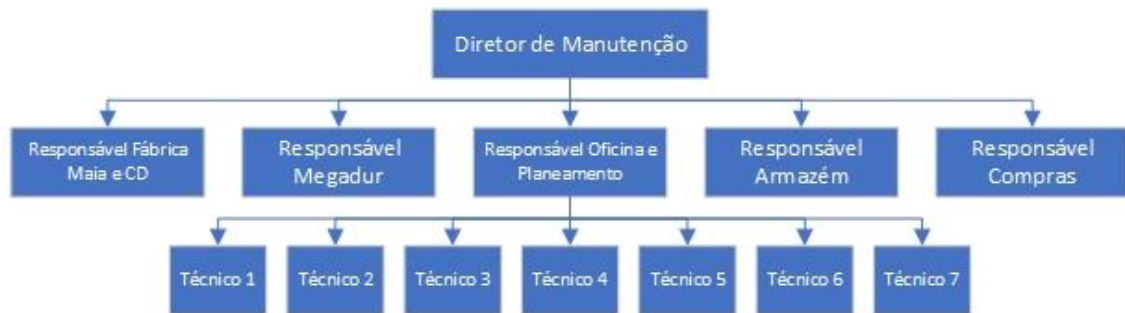 Diretor de Manutenção
Responsável Fábrica
Maia e CD
Responsável
Megadur
Responsável Oficina e
Planeamento
Responsável
Armazém
Responsável
Compras
Técnico 1
Técnico 2
Técnico 3
Técnico 4
Técnico 5
Técnico 6
Técnico 7